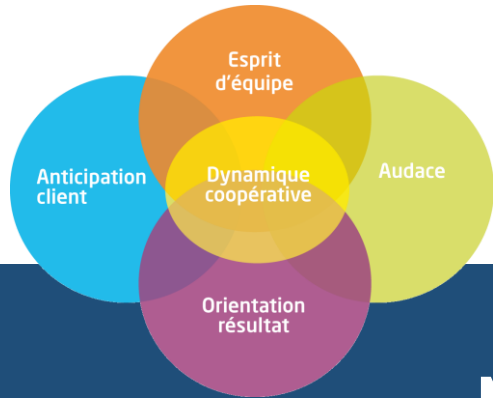 Esprit
d'équipe
Anticipation
client
Dynamique
coopérative
Audace
Orientation
résultat